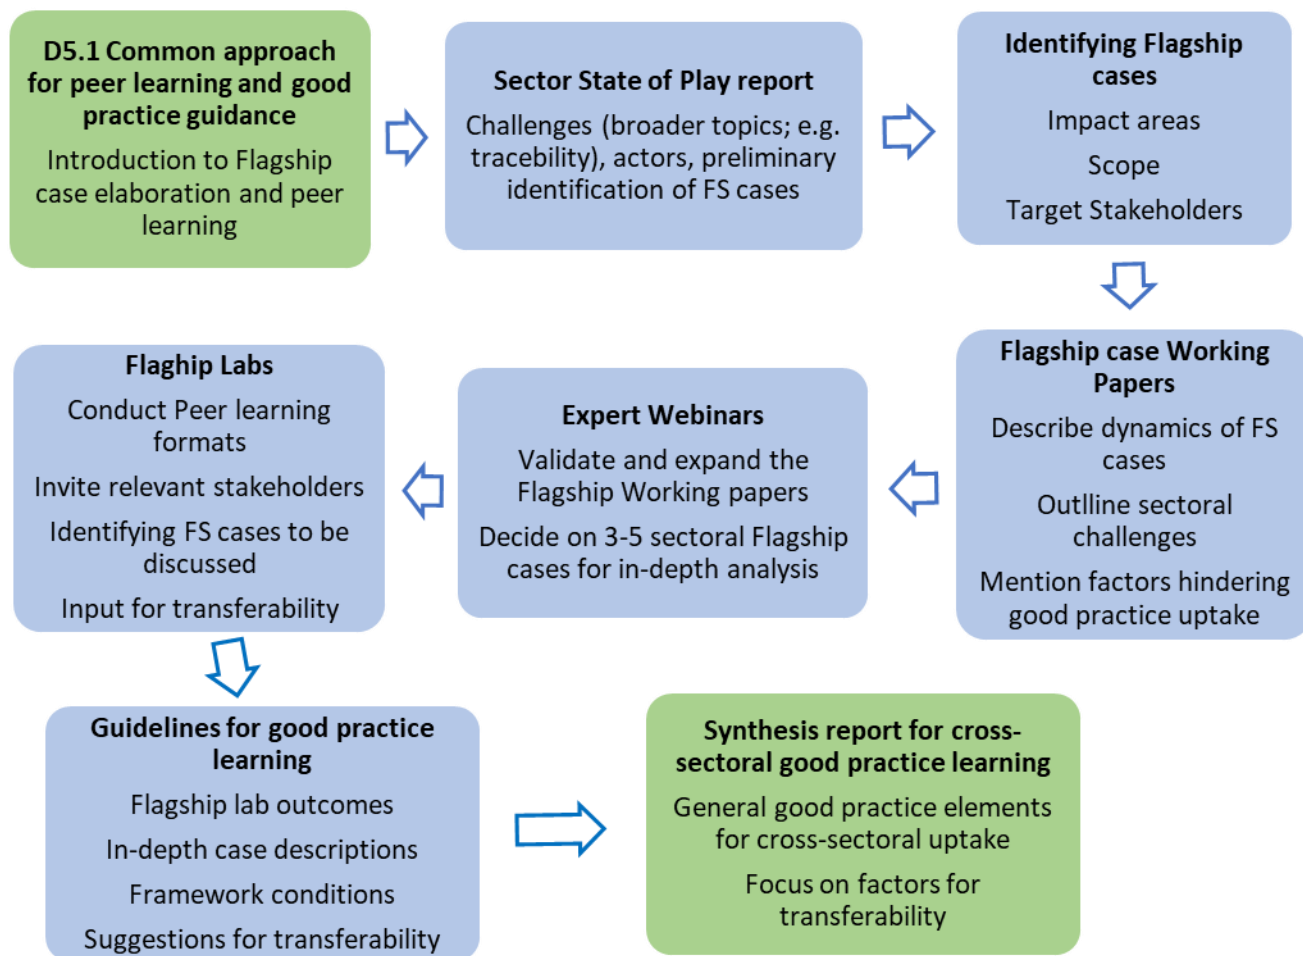 D5.1 Common approach
for peer learning and good
practice guidance
Introduction to Flagship
case elaboration and peer
learning
Sector State of Play report
Challenges (broader topics; e.g.
tracebility), actors, preliminary
identification of FS cases
Identifying Flagship
cases
Impact areas
Scope
Target Stakeholders
Flagship case Working
Papers
Describe dynamics of FS
cases
Outlline sectoral
challenges
Mention factors hindering
good practice uptake
Expert Webinars
Validate and expand the
Flagship Working papers
Decide on 3-5 sectoral Flagship
cases for in-depth analysis
Flaghip Labs
Conduct Peer learning
formats
Invite relevant stakeholders
Identifying FS cases to be
discussed
Input for transferability
Guidelines for good practice
learning
Flagship lab outcomes
In-depth case descriptions
Framework conditions
Suggestions for transferability
Synthesis report for cross-
sectoral good practice learning
General good practice elements
for cross-sectoral uptake
Focus on factors for
transferability